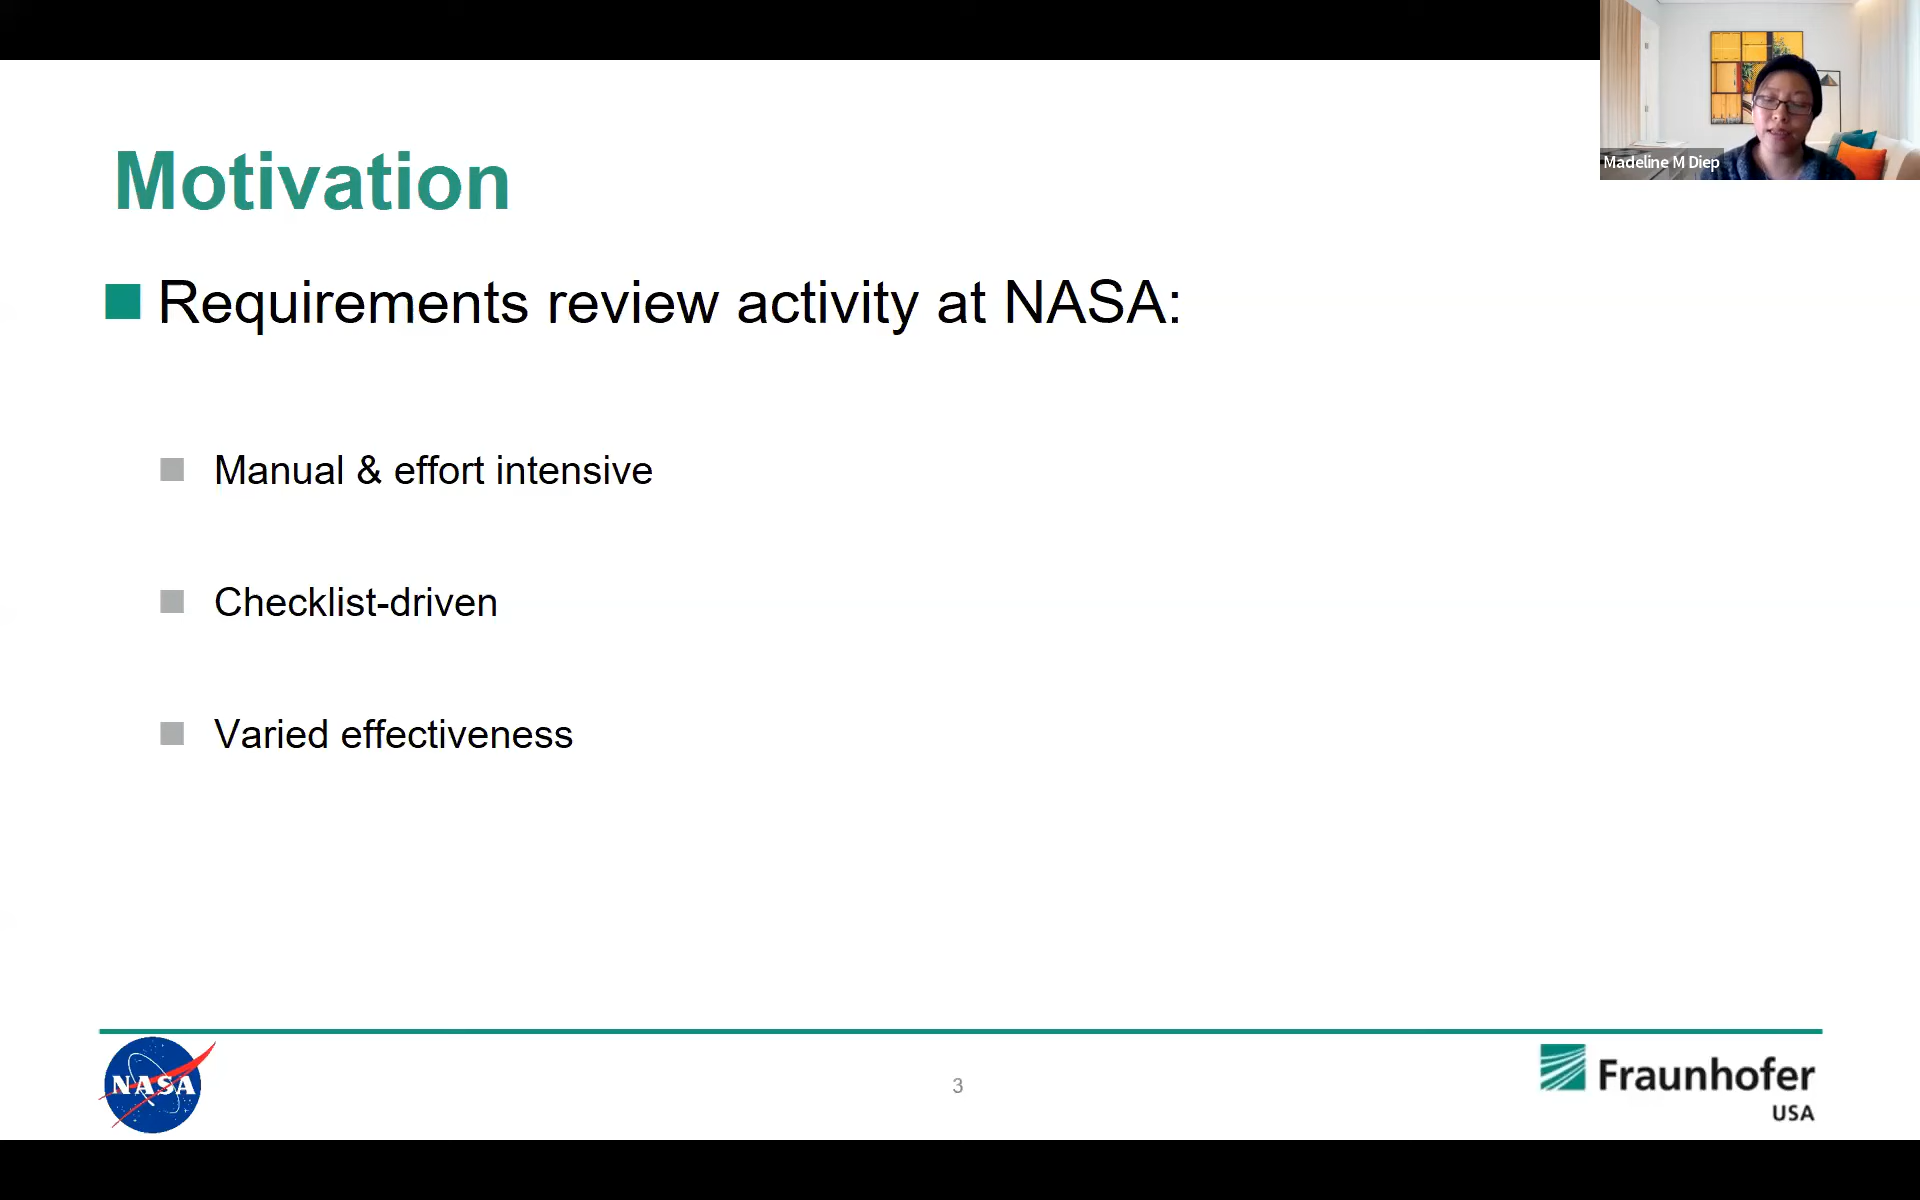 Madeline M Diep
Motivation
Requirements review activity at NASA:
Manual & effort intensive
Checklist-driven
Varied effectiveness
NASA
3
Fraunhofer
USA